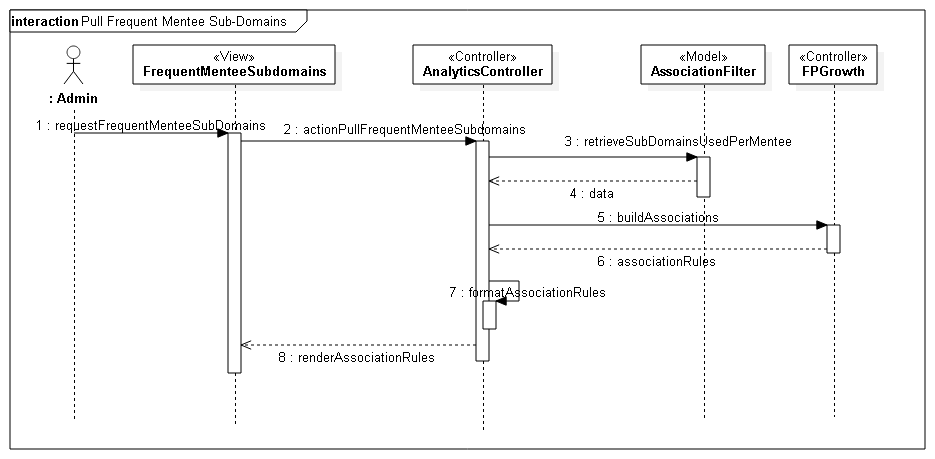 interaction Pull Frequent Mentee Sub-Domains
«View»
FrequentMenteeSubdomains
«Controller»
AnalyticsController
«Model»
AssociationFilter
«Controller»
FPGrowth
: Admin
1 : requestFrequentMenteeSubDomains
2 : actionPullFrequentMenteeSubdomains
3 : retrieveSubDomainsUsedPerMentee
4 : data
5 : buildAssociations
6 : associationRules
7 : formatAssociationRules
8 : renderAssociationRules